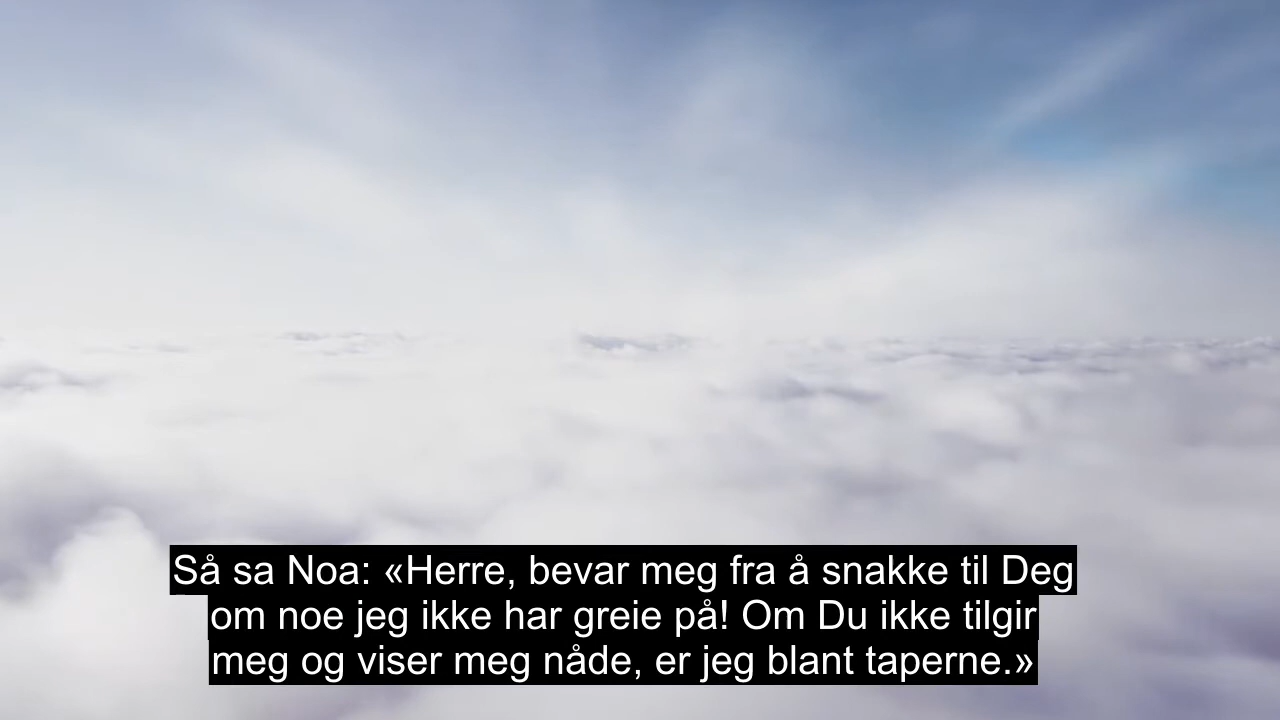 Så sa Noa: «Herre, bevar meg fra å snakke til Deg
om noe jeg ikke har greie på! Om Du ikke tilgir
meg og viser meg nåde, er jeg blant taperne.»